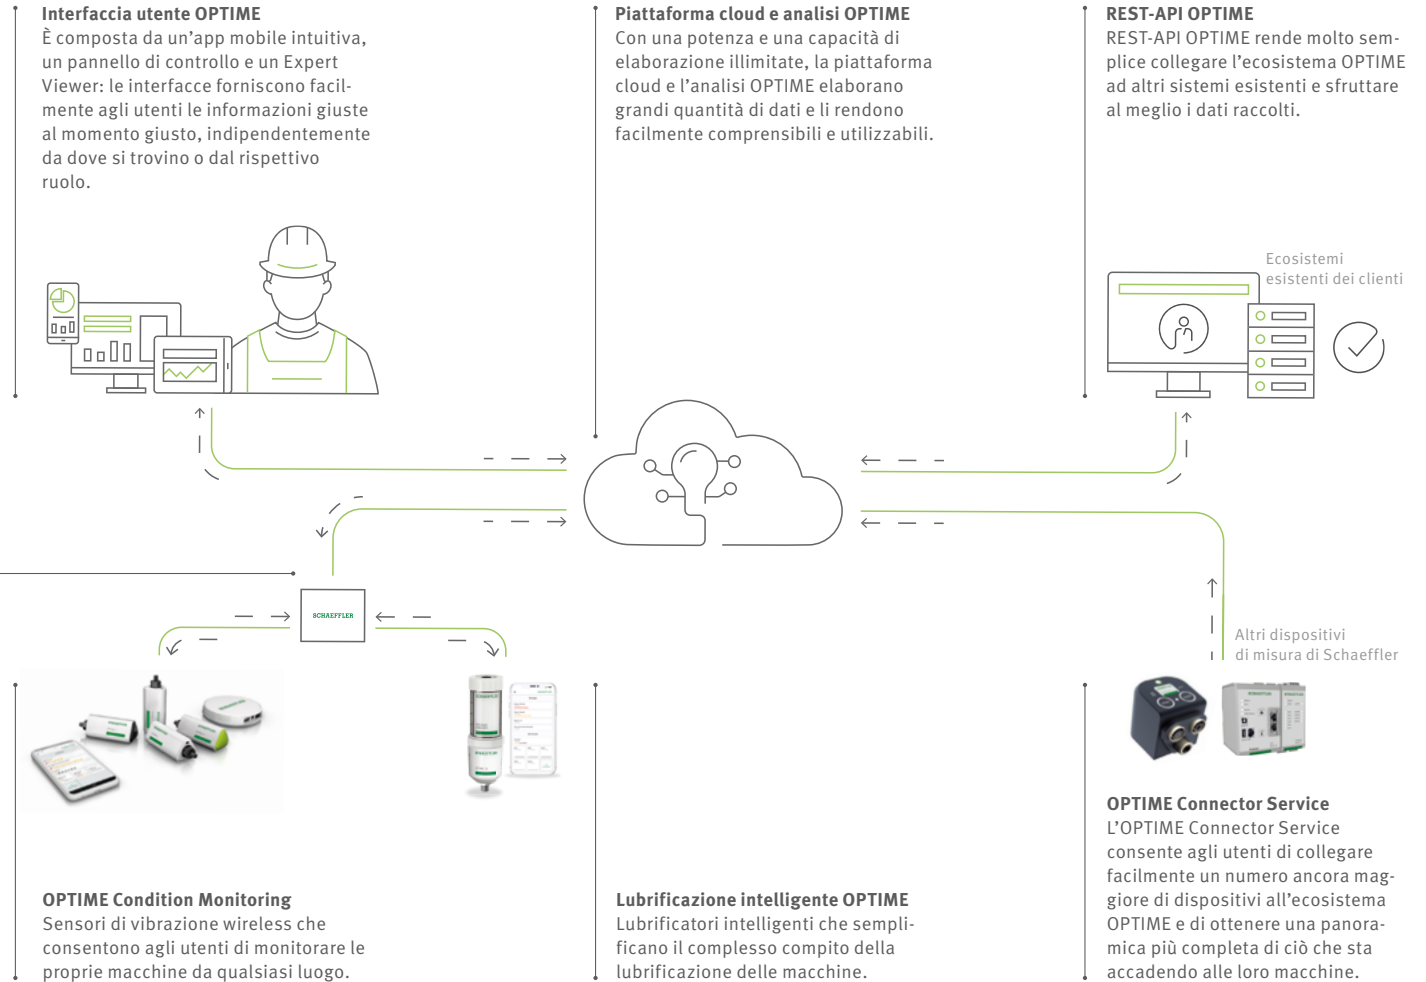 Interfaccia utente OPTIME
È composta da un’app mobile intuitiva,
un pannello di controllo e un Expert
Viewer: le interfacce forniscono facil-
mente agli utenti le informazioni giuste
al momento giusto, indipendentemente
da dove si trovino o dal rispettivo
ruolo.
Piattaforma cloud e analisi OPTIME
Con una potenza e una capacità di
elaborazione illimitate, la piattaforma
cloud e l’analisi OPTIME elaborano
grandi quantità di dati e li rendono
facilmente comprensibili e utilizzabili.
REST-API OPTIME
REST-API OPTIME rende molto sem-
plice collegare l’ecosistema OPTIME
ad altri sistemi esistenti e sfruttare
al meglio i dati raccolti.
Ecosistemi
esistenti dei clienti
SCHAEFFLER
Altri dispositivi
di misura di Schaeffler
OPTIME Condition Monitoring
Sensori di vibrazione wireless che
consentono agli utenti di monitorare le
proprie macchine da qualsiasi luogo.
Lubrificazione intelligente OPTIME
Lubrificatori intelligenti che sempli-
ficano il complesso compito della
lubrificazione delle macchine.
OPTIME Connector Service
L’OPTIME Connector Service
consente agli utenti di collegare
facilmente un numero ancora mag-
giore di dispositivi all’ecosistema
OPTIME e di ottenere una panora-
mica più completa di ciò che sta
accadendo alle loro macchine.